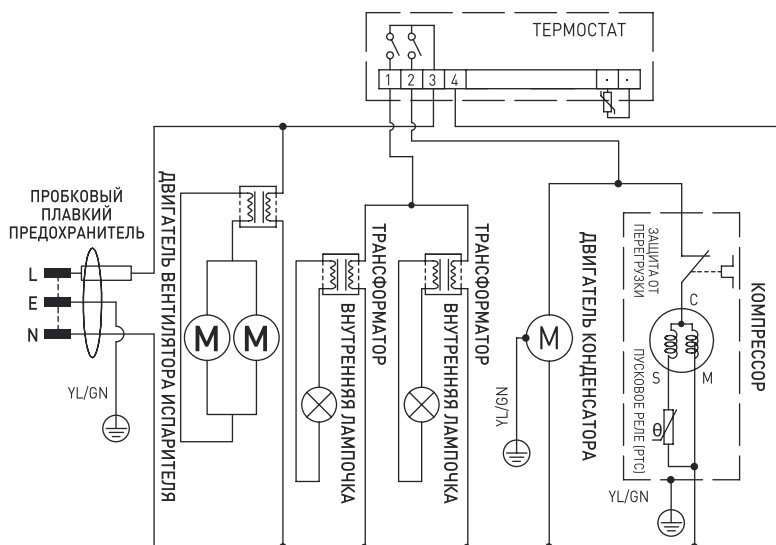 ТЕРМОСТАТ
1 2 3 4 · ·
ПРОБКОВЫЙ
ПЛАВКИЙ
ПРЕДОХРАНИТЕЛЬ
L
E
N
YL/GN
ДВИГАТЕЛЬ ВЕНТИЛЯТОРА ИСПАРИТЕЛЯ
M
M
ТРАНСФОРМАТОР
ВНУТРЕННЯЯ ЛАМПОЧКА
ТРАНСФОРМАТОР
ВНУТРЕННЯЯ ЛАМПОЧКА
M
YL/GN
ДВИГАТЕЛЬ КОНДЕНСАТОРА
ЗАЩИТА ОТ
ПЕРЕГРУЗКИ
C
S
M
ПУСКОВОЕ РЕЛЕ (PTC)
θ
YL/GN
КОМПРЕССОР